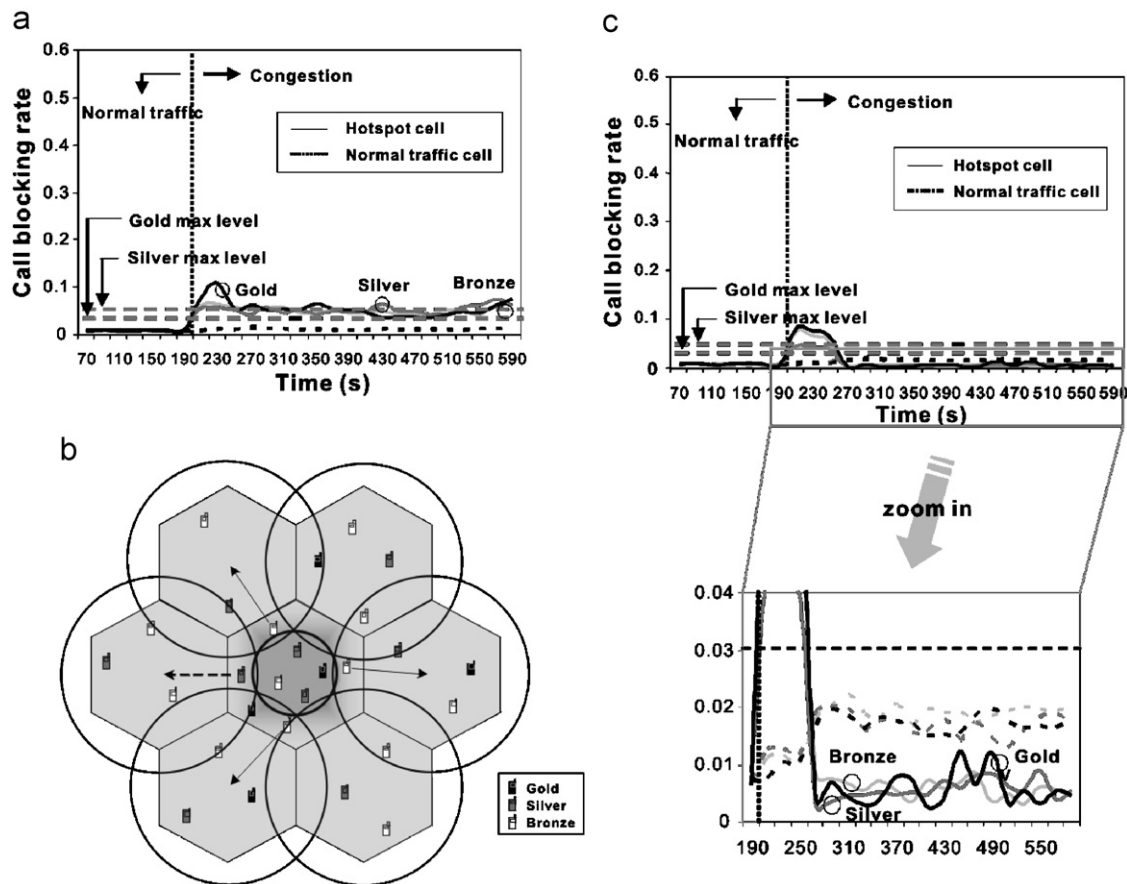 a
0.6
0.5
0.4
0.3
0.2
0.1
0
Call blocking rate
Congestion
Normal traffic
Hotspot cell
Normal traffic cell
Gold max level
Silver max level
Gold
Silver
Bronze
70 110 150 190 230 270 310 350 390 430 470 510 550 590
Time (s)
b
Gold
Silver
Bronze
c
0.6
0.5
0.4
0.3
0.2
0.1
0
Call blocking rate
Congestion
Normal traffic
Hotspot cell
Normal traffic cell
Gold max level
Silver max level
70 110 150 190 230 270 310 350 390 430 470 510 550 590
Time (s)
zoom in
0.04
0.03
0.02
0.01
0
Bronze
Gold
Silver
190 250 310 370 430 490 550